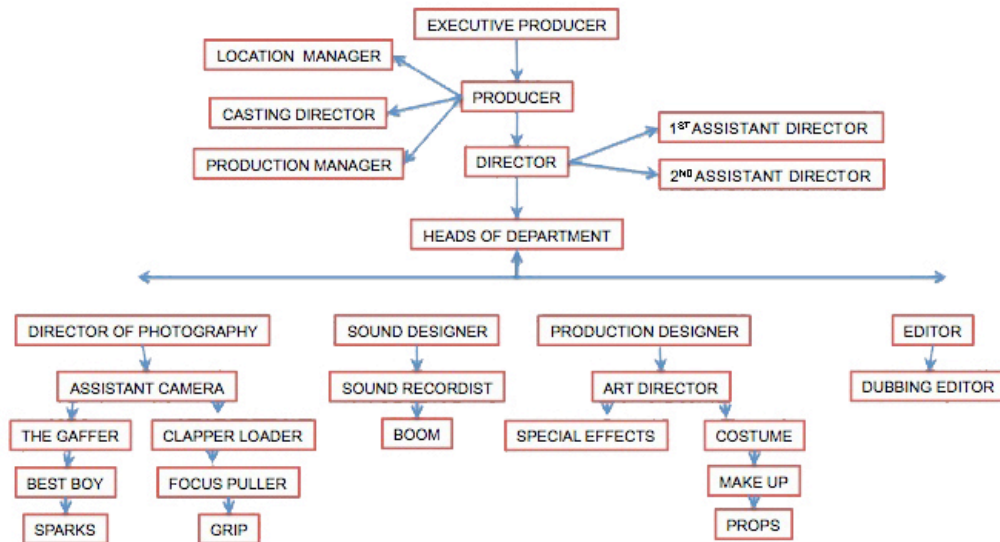 EXECUTIVE PRODUCER
LOCATION MANAGER
PRODUCER
CASTING DIRECTOR
1ST ASSISTANT DIRECTOR
PRODUCTION MANAGER
DIRECTOR
2ND ASSISTANT DIRECTOR
HEADS OF DEPARTMENT
DIRECTOR OF PHOTOGRAPHY
SOUND DESIGNER
PRODUCTION DESIGNER
EDITOR
ASSISTANT CAMERA
SOUND RECORDIST
ART DIRECTOR
DUBBING EDITOR
THE GAFFER
CLAPPER LOADER
BOOM
SPECIAL EFFECTS
COSTUME
BEST BOY
FOCUS PULLER
MAKE UP
SPARKS
GRIP
PROPS